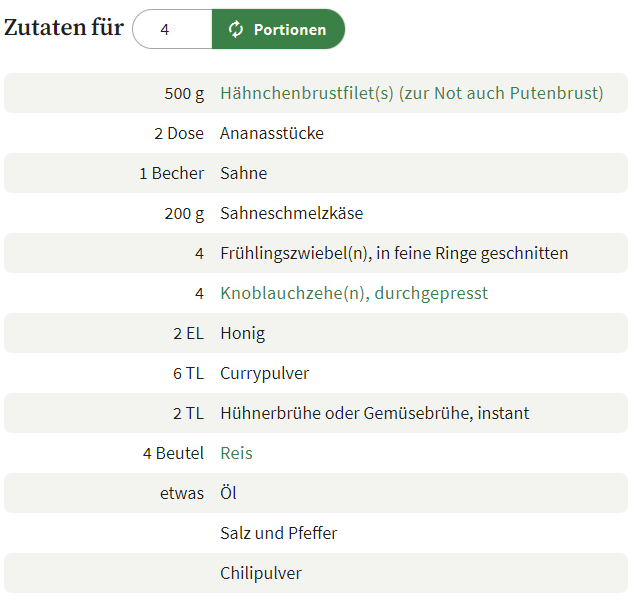 Zutaten für 4 Portionen
500 g Hähnchenbrustfilet(s) (zur Not auch Putenbrust)
2 Dose Ananasstücke
1 Becher Sahne
200 g Sahneschmelzkäse
4 Frühlingszwiebel(n), in feine Ringe geschnitten
4 Knoblauchzehe(n), durchgepresst
2 EL Honig
6 TL Currypulver
2 TL Hühnerbrühe oder Gemüsebrühe, instant
4 Beutel Reis
etwas Öl
Salz und Pfeffer
Chilipulver